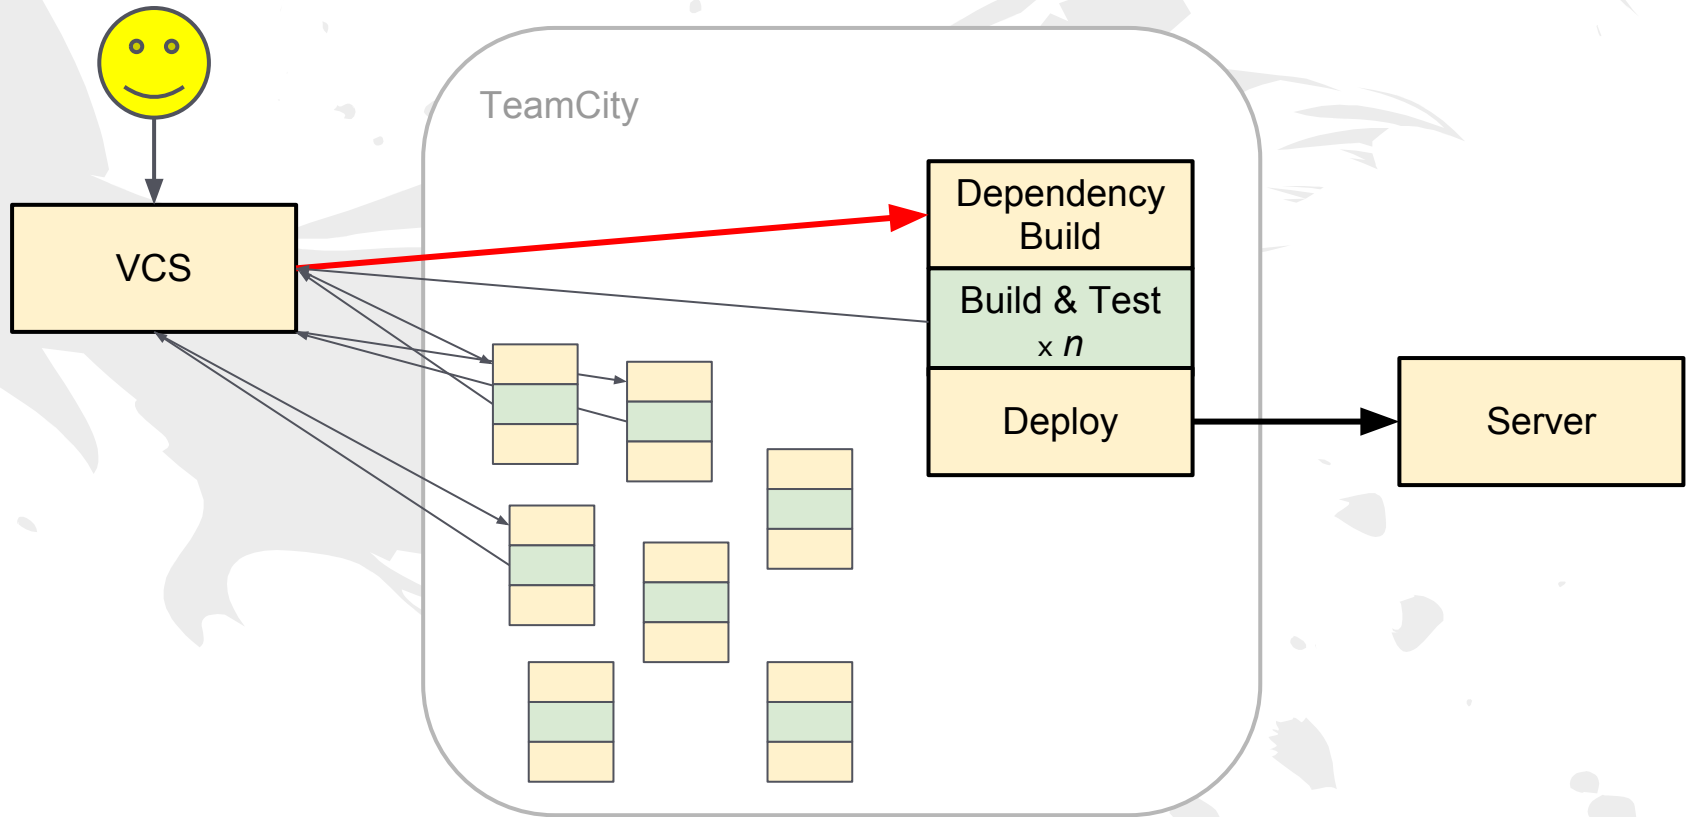 TeamCity
VCS
Dependency
Build
Build & Test
x n
Deploy
Server